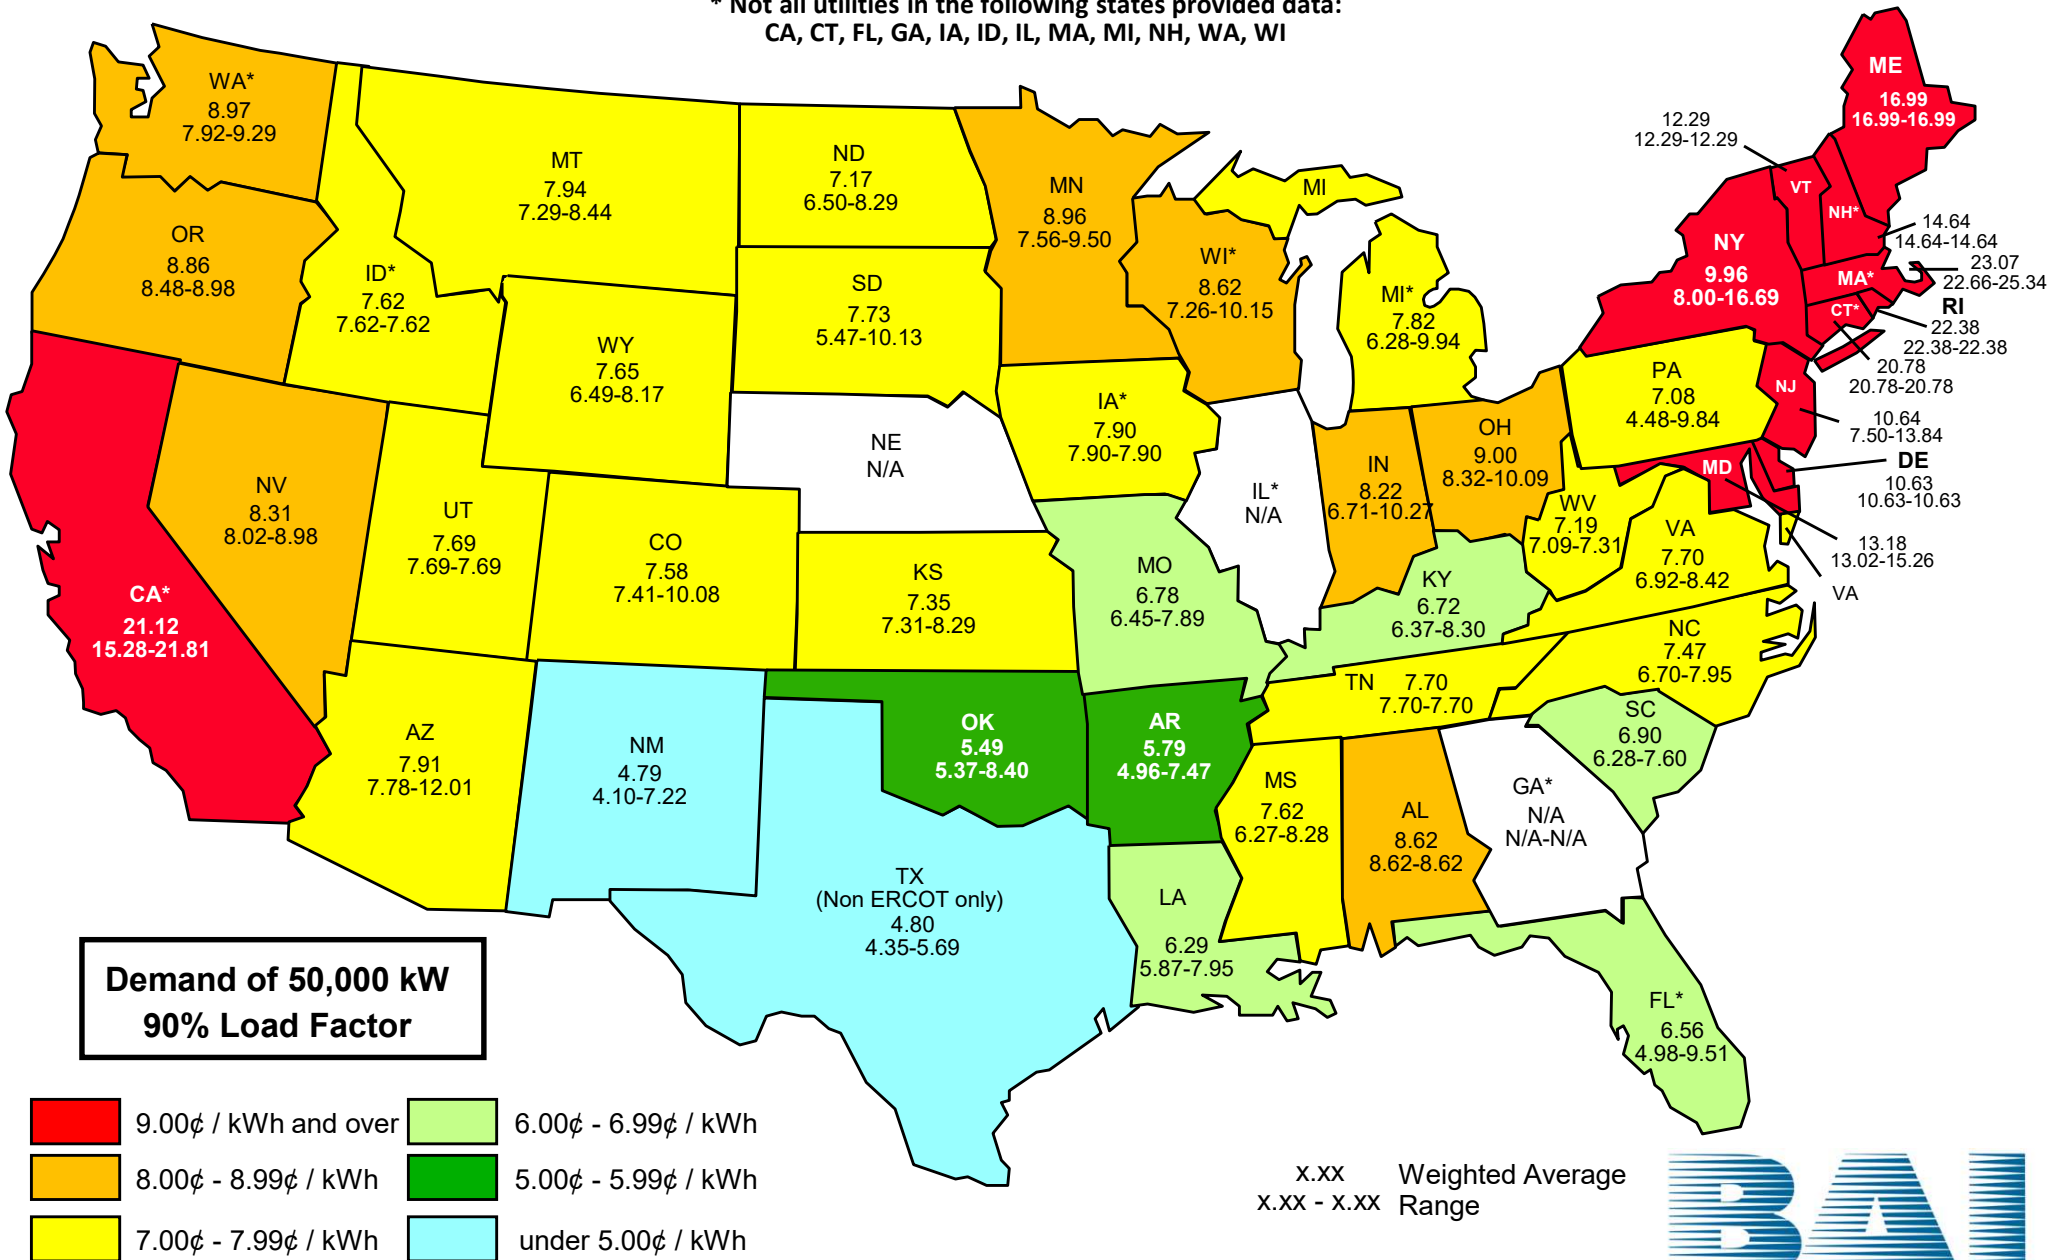 * Not all utilities in the following states provided data:
CA, CT, FL, GA, IA, ID, IL, MA, MI, NH, WA, WI
WA*
8.97
7.92-9.29
OR
8.86
8.48-8.98
CA*
21.12
15.28-21.81
NV
8.31
8.02-8.98
ID*
7.62
7.62-7.62
MT
7.94
7.29-8.44
WY
7.65
6.49-8.17
UT
7.69
7.69-7.69
CO
7.58
7.41-10.08
AZ
7.91
7.78-12.01
NM
4.79
4.10-7.22
ND
7.17
6.50-8.29
SD
7.73
5.47-10.13
NE
N/A
KS
7.35
7.31-8.29
OK
5.49
5.37-8.40
TX
(Non ERCOT only)
4.80
4.35-5.69
MN
8.96
7.56-9.50
IA*
7.90
7.90-7.90
MO
6.78
6.45-7.89
AR
5.79
4.96-7.47
LA
6.29
5.87-7.95
WI*
8.62
7.26-10.15
IL*
N/A
MI
MI*
7.82
6.28-9.94
IN
8.22
6.71-10.27
OH
9.00
8.32-10.09
KY
6.72
6.37-8.30
TN
7.70
7.70-7.70
MS
7.62
6.27-8.28
AL
8.62
8.62-8.62
GA*
N/A
N/A-N/A
FL*
6.56
4.98-9.51
SC
6.90
6.28-7.60
NC
7.47
6.70-7.95
VA
7.70
6.92-8.42
WV
7.19
7.09-7.31
PA
7.08
4.48-9.84
NY
9.96
8.00-16.69
ME
16.99
16.99-16.99
12.29
12.29-12.29
VT
NH*
14.64
14.64-14.64
MA*
23.07
22.66-25.34
RI
22.38
22.38-22.38
CT*
20.78
20.78-20.78
NJ
10.64
7.50-13.84
DE
10.63
10.63-10.63
MD
13.18
13.02-15.26
VA
Demand of 50,000 kW
90% Load Factor
9.00¢ / kWh and over
8.00¢ - 8.99¢ / kWh
7.00¢ - 7.99¢ / kWh
6.00¢ - 6.99¢ / kWh
5.00¢ - 5.99¢ / kWh
under 5.00¢ / kWh
x.xx Weighted Average
x.xx - x.xx Range
BAI